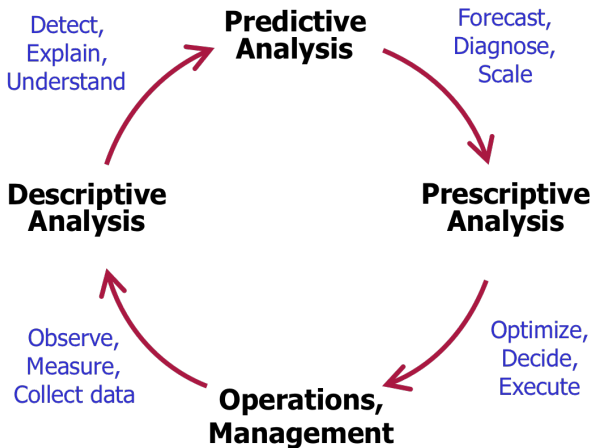 Detect,
Explain,
Understand
Predictive
Analysis
Forecast,
Diagnose,
Scale
Descriptive
Analysis
Prescriptive
Analysis
Observe,
Measure,
Collect data
Operations,
Management
Optimize,
Decide,
Execute